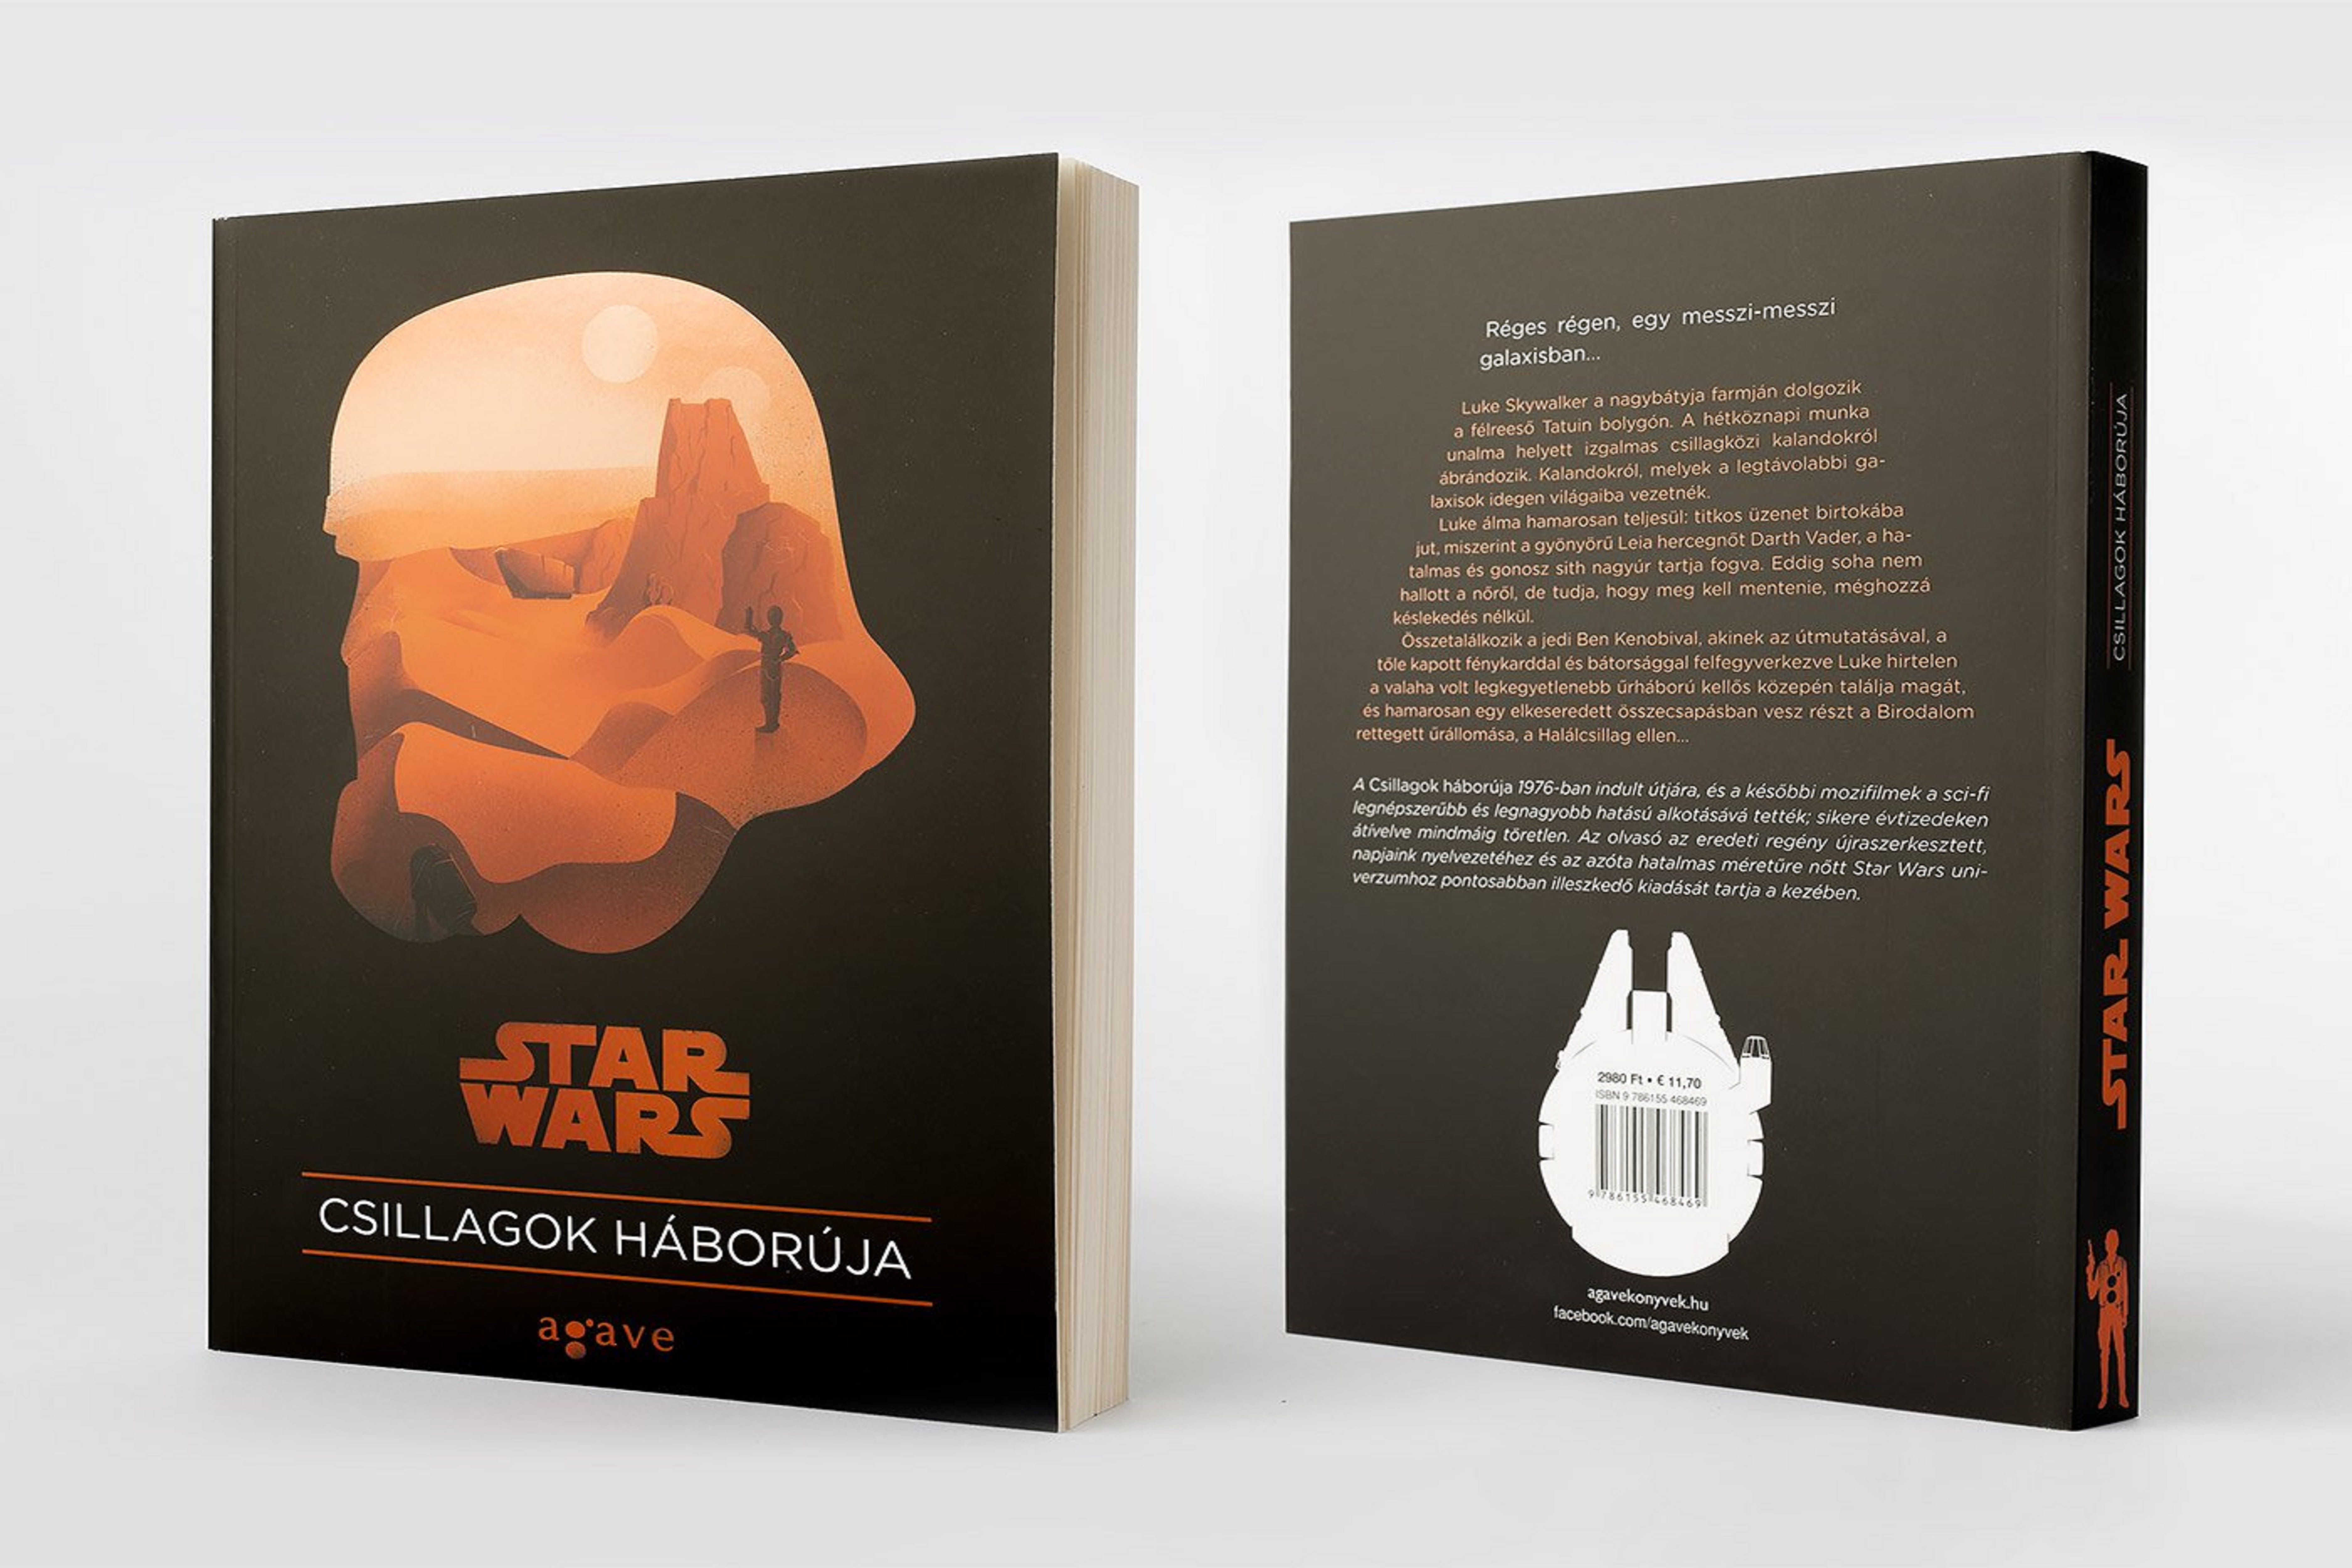 STAR
WARS
CSILLAGOK HÁBORÚJA
agave
Réges régen, egy messzi-messzi
galaxisban...
Luke Skywalker a nagybátyja farmján dolgozik
a félreeső Tatuin bolygón. A hétköznapi munka
unalma helyett izgalmas csillagközi kalandokról
ábrándozik. Kalandokról, melyek a legtávolabbi ga-
laxisok idegen világaiba vezetnék.
Luke álma hamarosan teljesül: titkos üzenet birtokába
jut, miszerint a gyönyörű Leia hercegnőt Darth Vader, a ha-
talmas és gonosz sith nagyúr tartja fogva. Eddig soha nem
hallott a nőről, de tudja, hogy meg kell mentenie, méghozzá
késlekedés nélkül.
Összetalálkozik a jedi Ben Kenobival, akinek az útmutatásával, a
tőle kapott fénykarddal és bátorsággal felfegyverkezve Luke hirtelen
a valaha volt legkegyetlenebb űrháború kellős közepén találja magát,
és hamarosan egy elkeseredett összecsapásban vesz részt a Birodalom
rettegett űrállomása, a Halálcsillag ellen...
A Csillagok háborúja 1976-ban indult útjára, és a későbbi mozifilmek a sci-fi
legnépszerűbb és legnagyobb hatású alkotásává tették; sikere évtizedeken
átívelve mindmáig töretlen. Az olvasó az eredeti regény újraszerkesztett,
napjaink nyelvezetéhez és az azóta hatalmas méretűre nőtt Star Wars uni-
verzumhoz pontosabban illeszkedő kiadását tartja a kezében.
2980 Ft • € 11,70
ISBN 9 786155 468469
9 786155 468469
agavekonyvek.hu
facebook.com/agavekonyvek
CSILLAGOK HÁBORÚJA
STAR WARS